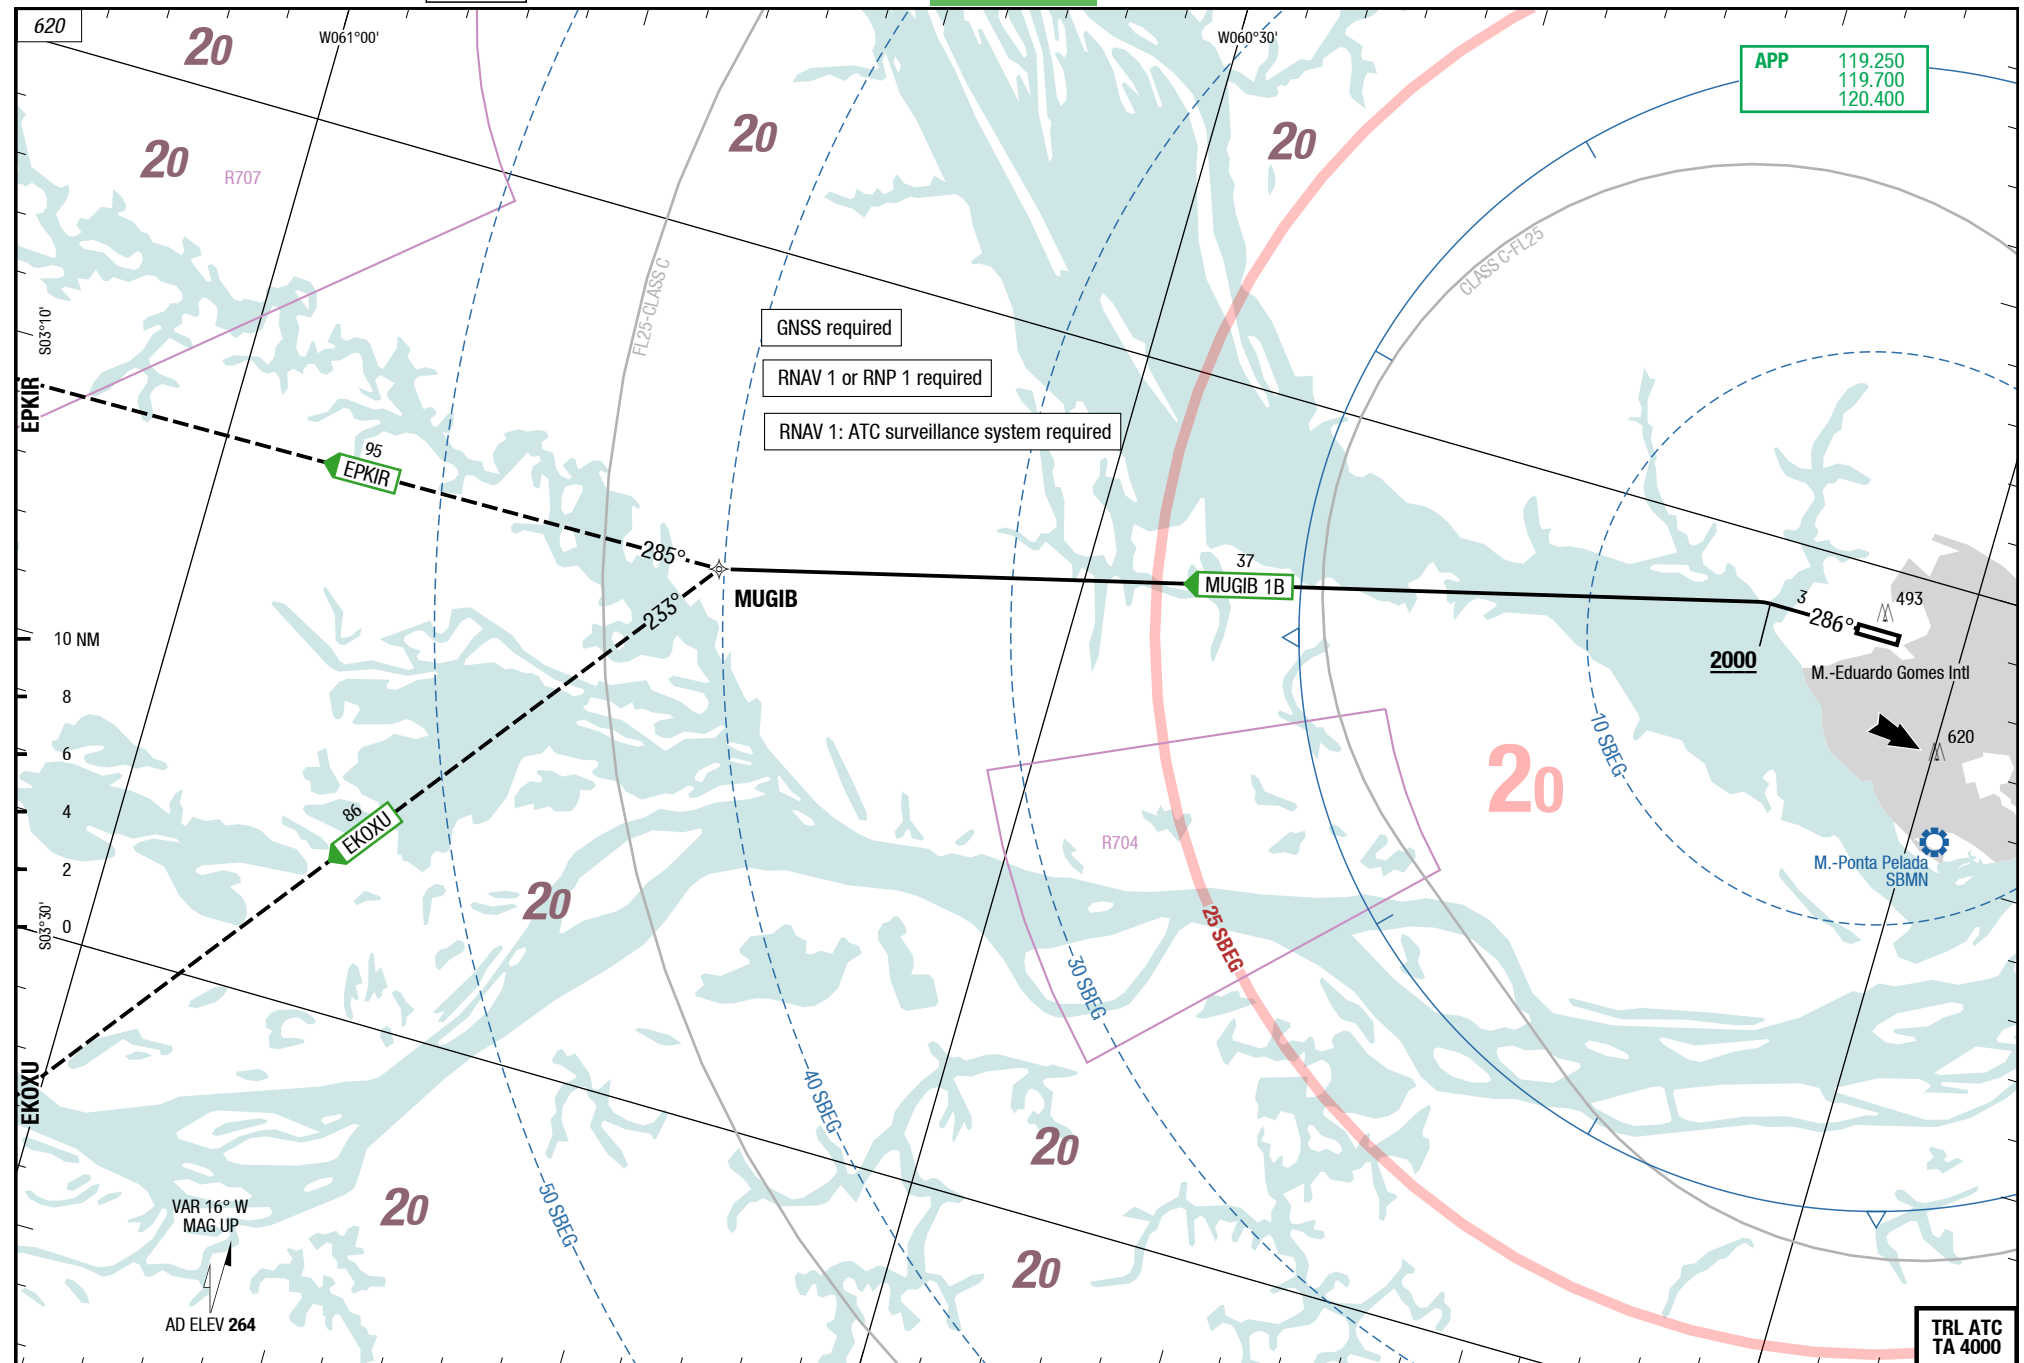 620
W061°00'
W060°30'
20
20
20
20
APP 119.250
119.700
120.400
R707
CLASS C-FL25
FL25-CLASS C
S03°10'
GNSS required
RNAV 1 or RNP 1 required
RNAV 1: ATC surveillance system required
EPKIR
95
EPKIR
285°
MUGIB
233°
37
MUGIB 1B
3
286°
493
2000
M.-Eduardo Gomes Intl
10 NM
8
6
4
2
0
620
10 SBEG
20
86
EKOXU
R704
M.-Ponta Pelada
SBMN
20
S03°30'
25 SBEG
30 SBEG
40 SBEG
50 SBEG
EKOXU
20
20
20
VAR 16° W
MAG UP
AD ELEV 264
TRL ATC
TA 4000